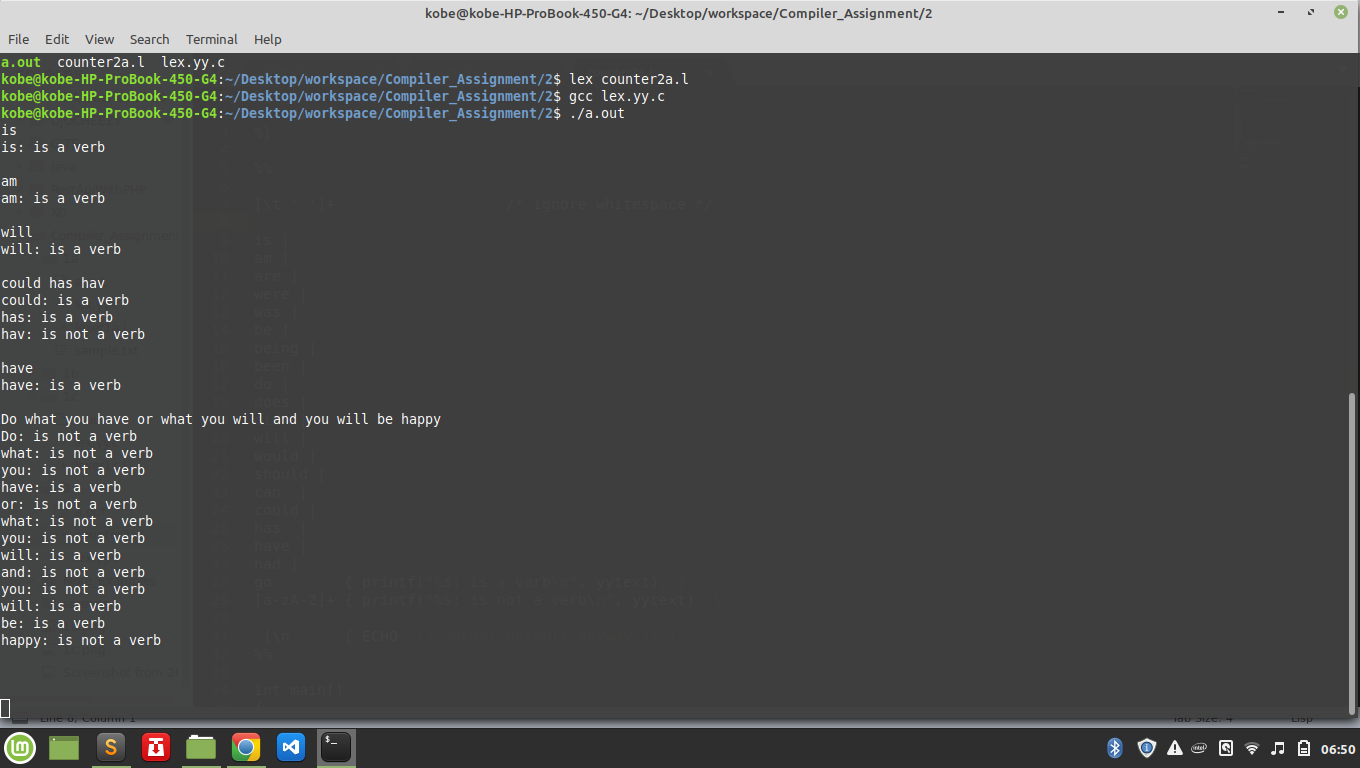 kobe@kobe-HP-ProBook-450-G4: ~/Desktop/workspace/Compiler_Assignment/2
File Edit View Search Terminal Help
a.out counter2a.l lex.yy.c
kobe@kobe-HP-ProBook-450-G4:~/Desktop/workspace/Compiler_Assignment/2$ lex counter2a.l
kobe@kobe-HP-ProBook-450-G4:~/Desktop/workspace/Compiler_Assignment/2$ gcc lex.yy.c
kobe@kobe-HP-ProBook-450-G4:~/Desktop/workspace/Compiler_Assignment/2$ ./a.out
is
is: is a verb
am
am: is a verb
will
will: is a verb
could has hav
could: is a verb
has: is a verb
hav: is not a verb
have
have: is a verb
Do what you have or what you will and you will be happy
Do: is not a verb
what: is not a verb
you: is not a verb
have: is a verb
or: is not a verb
what: is not a verb
you: is not a verb
will: is a verb
and: is not a verb
you: is not a verb
will: is a verb
be: is a verb
happy: is not a verb
06:50